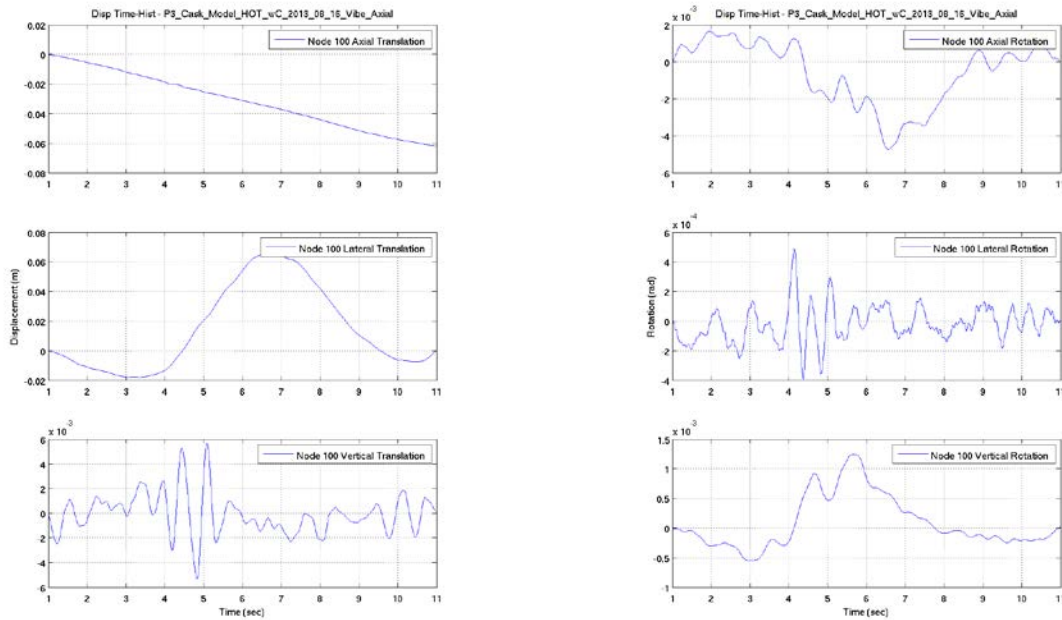 Disp Time-Hist - P3_Cask_Model_HOT_wC_2013_08_16_Vibe_Axial
0.02
0
-0.02
-0.04
-0.06
0.08
1 2 3 4 5 6 7 8 9 10 11
Node 100 Axial Translation
0.08
0.06
0.04
0.02
0
-0.02
1 2 3 4 5 6 7 8 9 10 11
Node 100 Lateral Translation
Displacement (m)
x 10^-3
6
4
2
0
-2
-4
-6
1 2 3 4 5 6 7 8 9 10 11
Node 100 Vertical Translation
Time (sec)
Disp Time-Hist - P3_Cask_Model_HOT_wC_2013_08_16_Vibe_Axial
x 10^-3
2
0
-2
-4
-6
1 2 3 4 5 6 7 8 9 10 11
Node 100 Axial Rotation
x 10^-4
6
4
2
0
-2
-4
1 2 3 4 5 6 7 8 9 10 11
Node 100 Lateral Rotation
Rotation (rad)
x 10^-3
1.5
1
0.5
0
-0.5
-1
1 2 3 4 5 6 7 8 9 10 11
Node 100 Vertical Rotation
Time (sec)